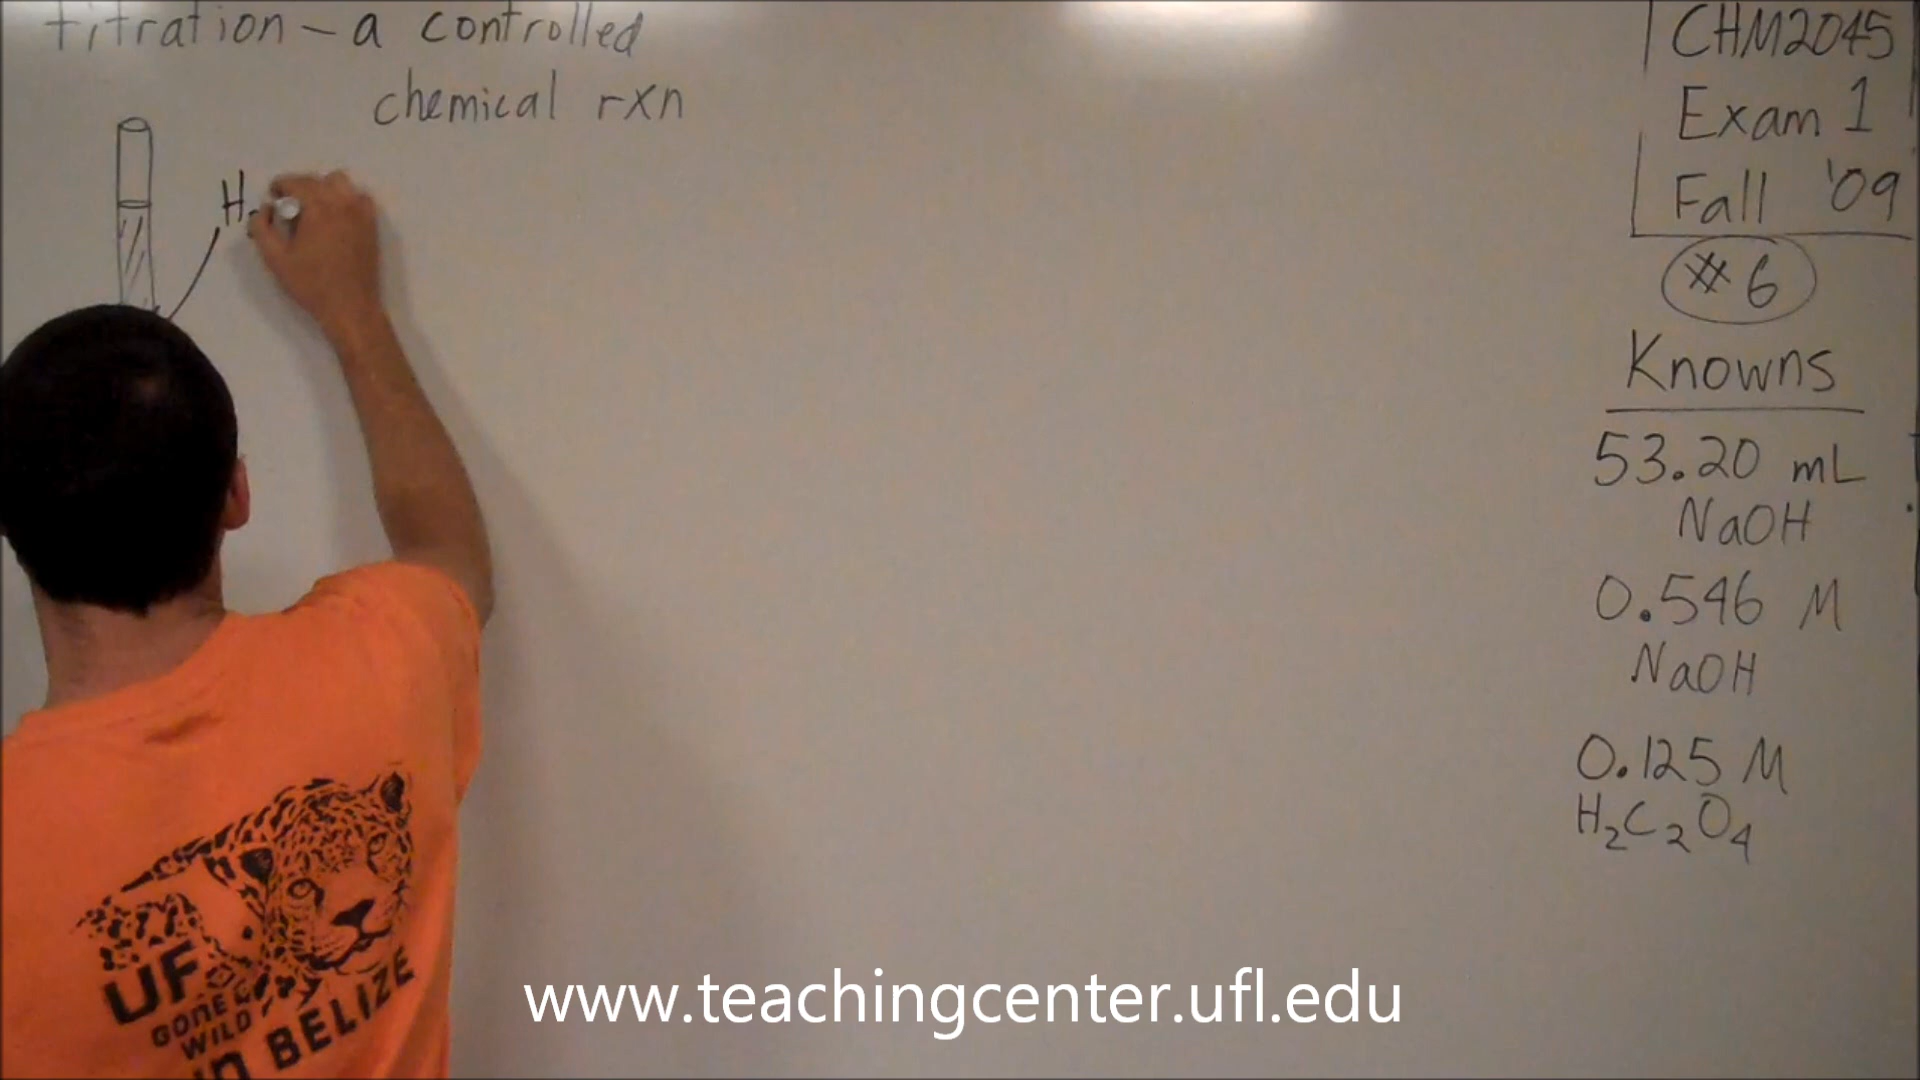 titration – a controlled
chemical rxn
H
CHM2045
Exam 1
Fall '09
#6
Knowns
53.20 mL
NaOH
0.546 M
NaOH
0.125 M
H₂C₂O₄
UF
GONE
WILD
IN BELIZE
www.teachingcenter.ufl.edu